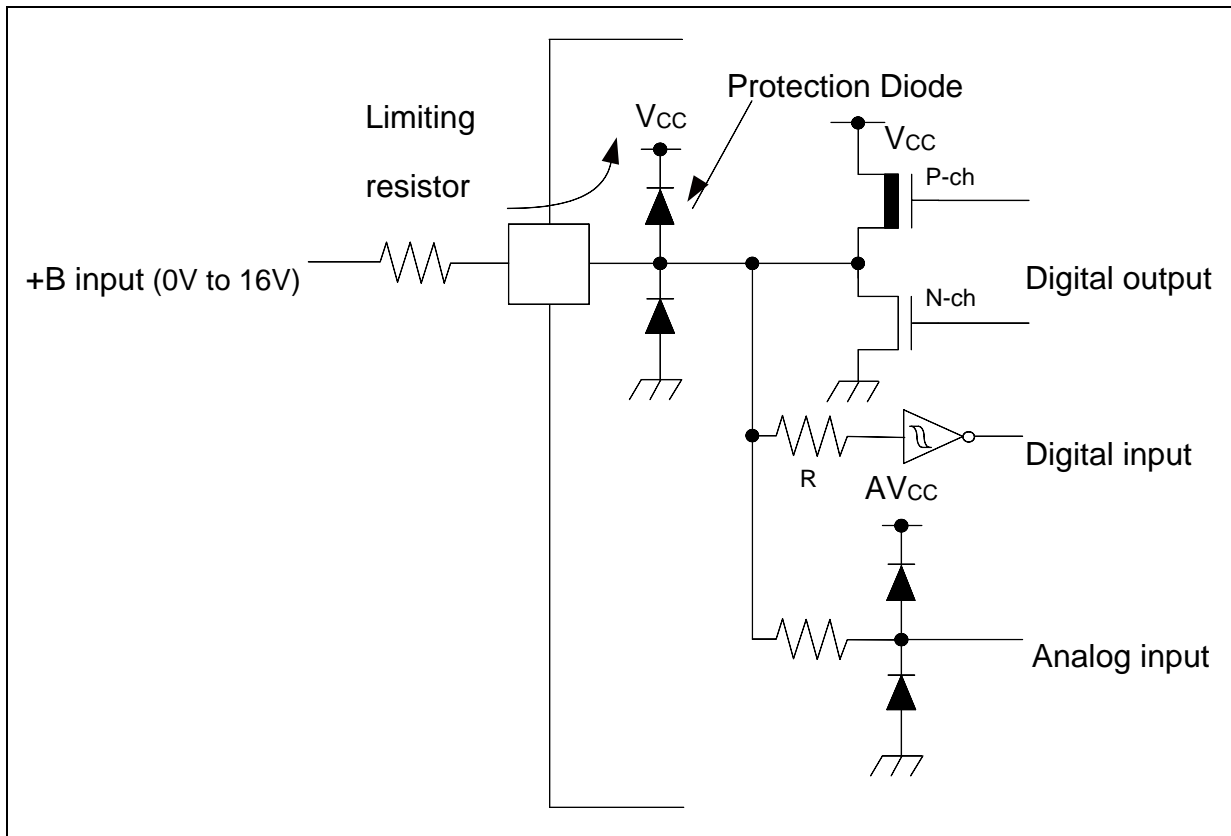 Protection Diode
Limiting
resistor
VCC
VCC
P-ch
+B input (0V to 16V)
Digital output
N-ch
Digital input
R
AVCC
Analog input